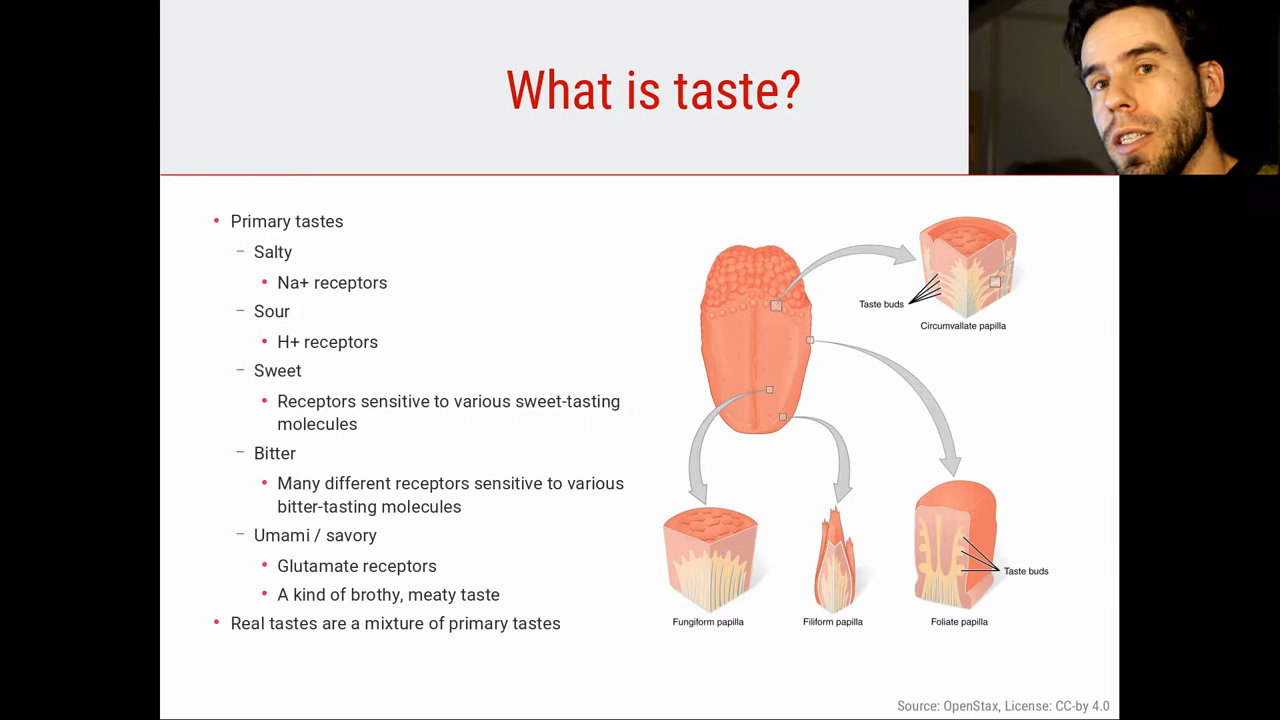 What is taste?
• Primary tastes
– Salty
• Na+ receptors
– Sour
• H+ receptors
– Sweet
• Receptors sensitive to various sweet-tasting
molecules
– Bitter
• Many different receptors sensitive to various
bitter-tasting molecules
– Umami / savory
• Glutamate receptors
• A kind of brothy, meaty taste
• Real tastes are a mixture of primary tastes
Taste buds
Circumvallate papilla
Taste buds
Fungiform papilla
Filiform papilla
Foliate papilla
Source: OpenStax, License: CC-by 4.0